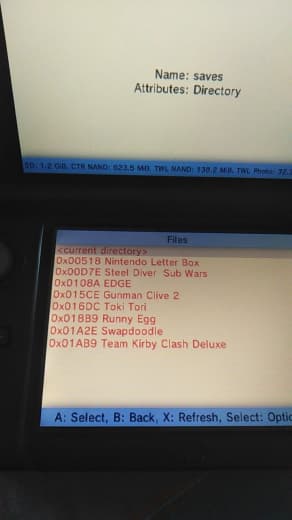 Name: saves
Attributes: Directory
SD: 1.2 GiB, CTR NAND: 623.5 MiB, TWL NAND: 130.2 MiB, TWL Photo:
Files
<current directory>
0x00518 Nintendo Letter Box
0x00D7E Steel Diver Sub Wars
0x0108A EDGE
0x015CE Gunman Clive 2
0x016DC Toki Tori
0x018B9 Runny Egg
0x01A2E Swapdoodle
0x01AB9 Team Kirby Clash Deluxe
A: Select, B: Back, X: Refresh, Select: Optio